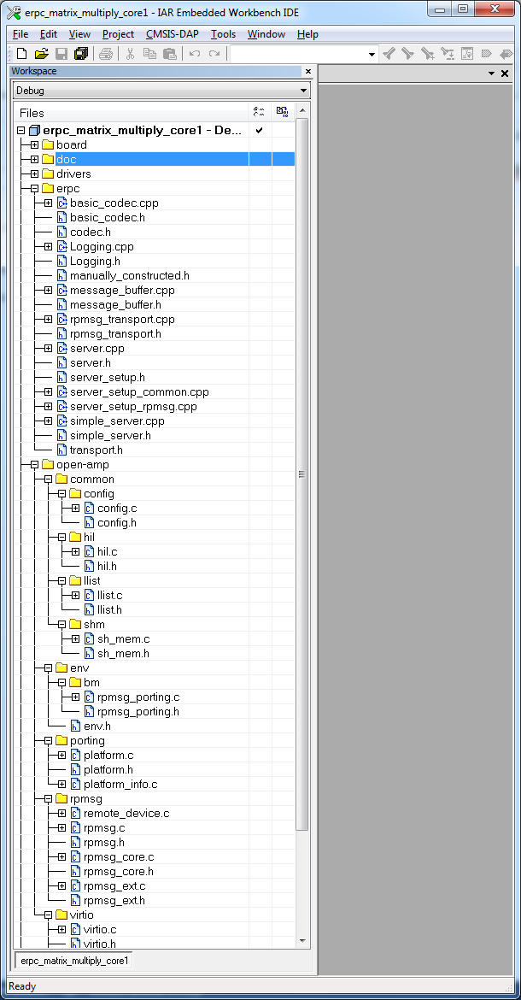 erpc_matrix_multiply_core1 - IAR Embedded Workbench IDE
File Edit View Project CMSIS-DAP Tools Window Help
Workspace
Debug
Files
erpc_matrix_multiply_core1 - De...
board
doc
drivers
erpc
basic_codec.cpp
basic_codec.h
codec.h
Logging.cpp
Logging.h
manually_constructed.h
message_buffer.cpp
message_buffer.h
rpmsg_transport.cpp
rpmsg_transport.h
server.cpp
server.h
server_setup.h
server_setup_common.cpp
server_setup_rpmsg.cpp
simple_server.cpp
simple_server.h
transport.h
open-amp
common
config
config.c
config.h
hil
hil.c
hil.h
llist
llist.c
llist.h
shm
sh_mem.c
sh_mem.h
env
bm
rpmsg_porting.c
rpmsg_porting.h
env.h
porting
platform.c
platform.h
platform_info.c
rpmsg
remote_device.c
rpmsg.c
rpmsg.h
rpmsg_core.c
rpmsg_core.h
rpmsg_ext.c
rpmsg_ext.h
virtio
virtio.c
virtio.h
erpc_matrix_multiply_core1
Ready